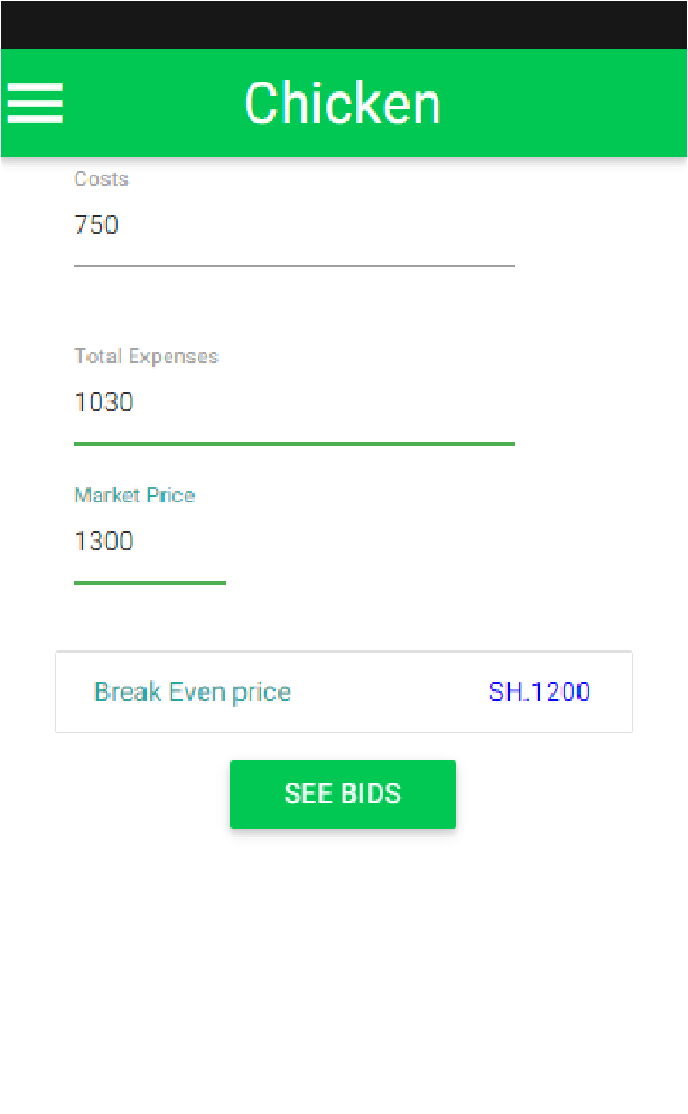 Chicken
Costs
750
Total Expenses
1030
Market Price
1300
Break Even price SH.1200
SEE BIDS